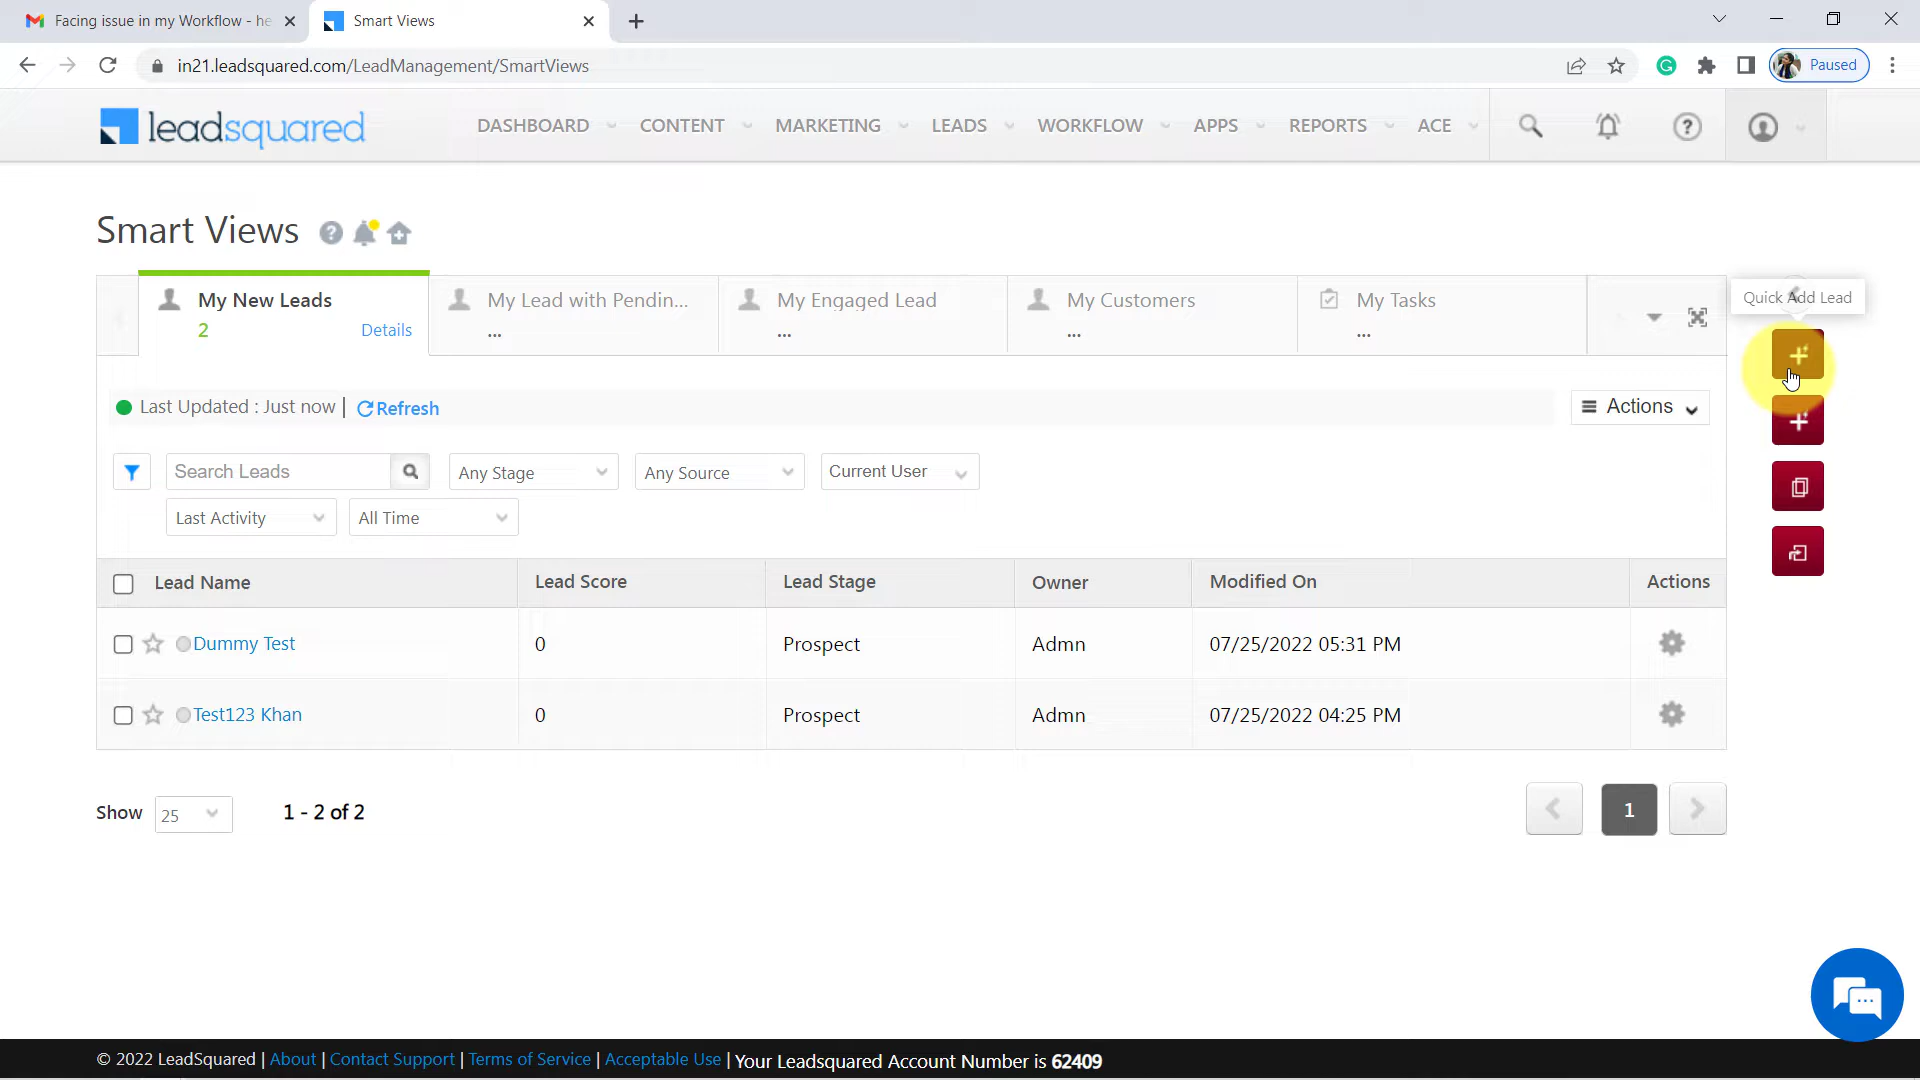 Facing issue in my Workflow - he
Smart Views
in21.leadsquared.com/LeadManagement/SmartViews
Paused
leadsquared
DASHBOARD CONTENT MARKETING LEADS WORKFLOW APPS REPORTS ACE
Smart Views
My New Leads
2 Details
My Lead with Pendin...
...
My Engaged Lead
...
My Customers
...
My Tasks
...
Quick Add Lead
Last Updated : Just now | Refresh
Actions
Search Leads Any Stage Any Source Current User
Last Activity All Time
Lead Name Lead Score Lead Stage Owner Modified On Actions
Dummy Test 0 Prospect Admn 07/25/2022 05:31 PM
Test123 Khan 0 Prospect Admn 07/25/2022 04:25 PM
Show 25 1 - 2 of 2 1
© 2022 LeadSquared | About | Contact Support | Terms of Service | Acceptable Use | Your Leadsquared Account Number is 62409